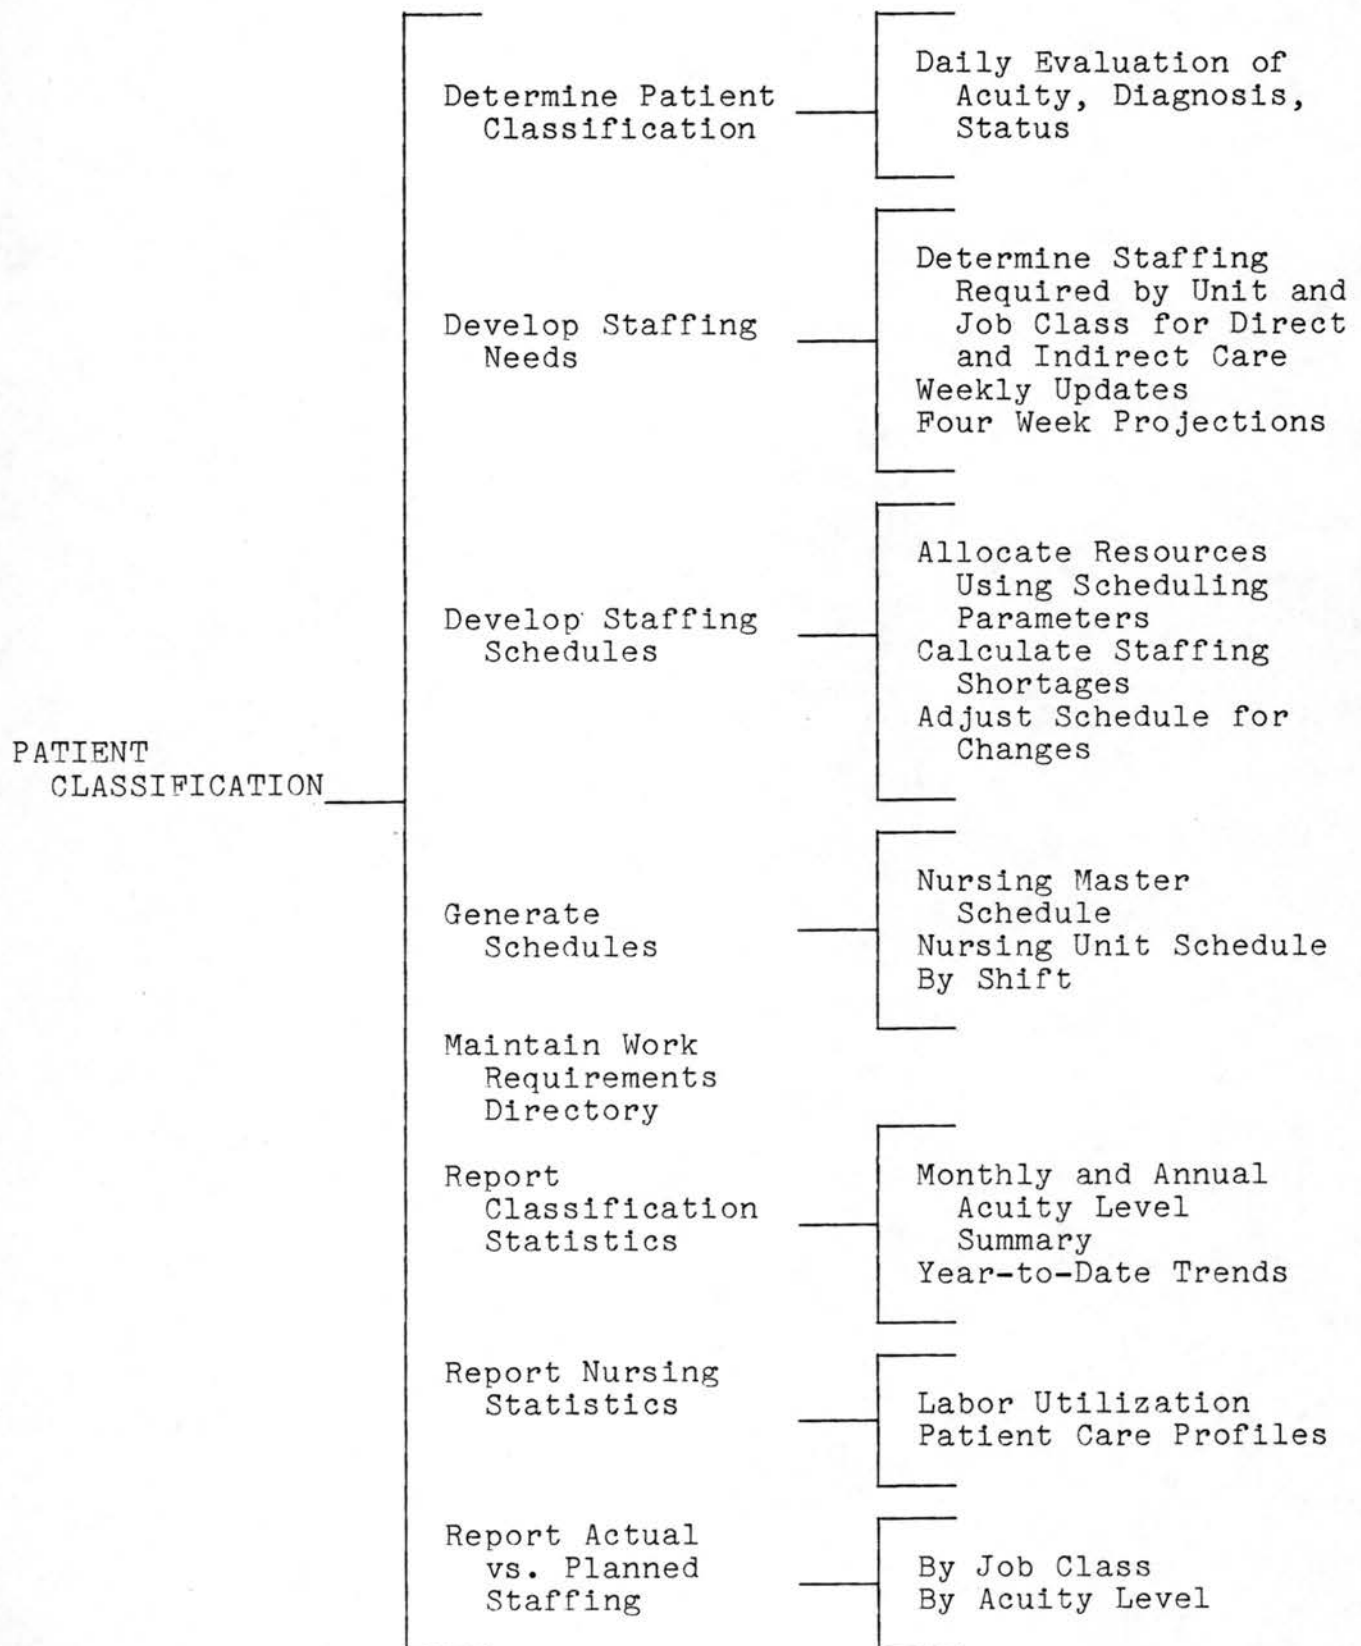 Determine Patient
Classification
Daily Evaluation of
Acuity, Diagnosis,
Status
Develop Staffing
Needs
Determine Staffing
Required by Unit and
Job Class for Direct
and Indirect Care
Weekly Updates
Four Week Projections
Develop Staffing
Schedules
Allocate Resources
Using Scheduling
Parameters
Calculate Staffing
Shortages
Adjust Schedule for
Changes
PATIENT
CLASSIFICATION
Generate
Schedules
Nursing Master
Schedule
Nursing Unit Schedule
By Shift
Maintain Work
Requirements
Directory
Report
Classification
Statistics
Monthly and Annual
Acuity Level
Summary
Year-to-Date Trends
Report Nursing
Statistics
Labor Utilization
Patient Care Profiles
Report Actual
vs. Planned
Staffing
By Job Class
By Acuity Level